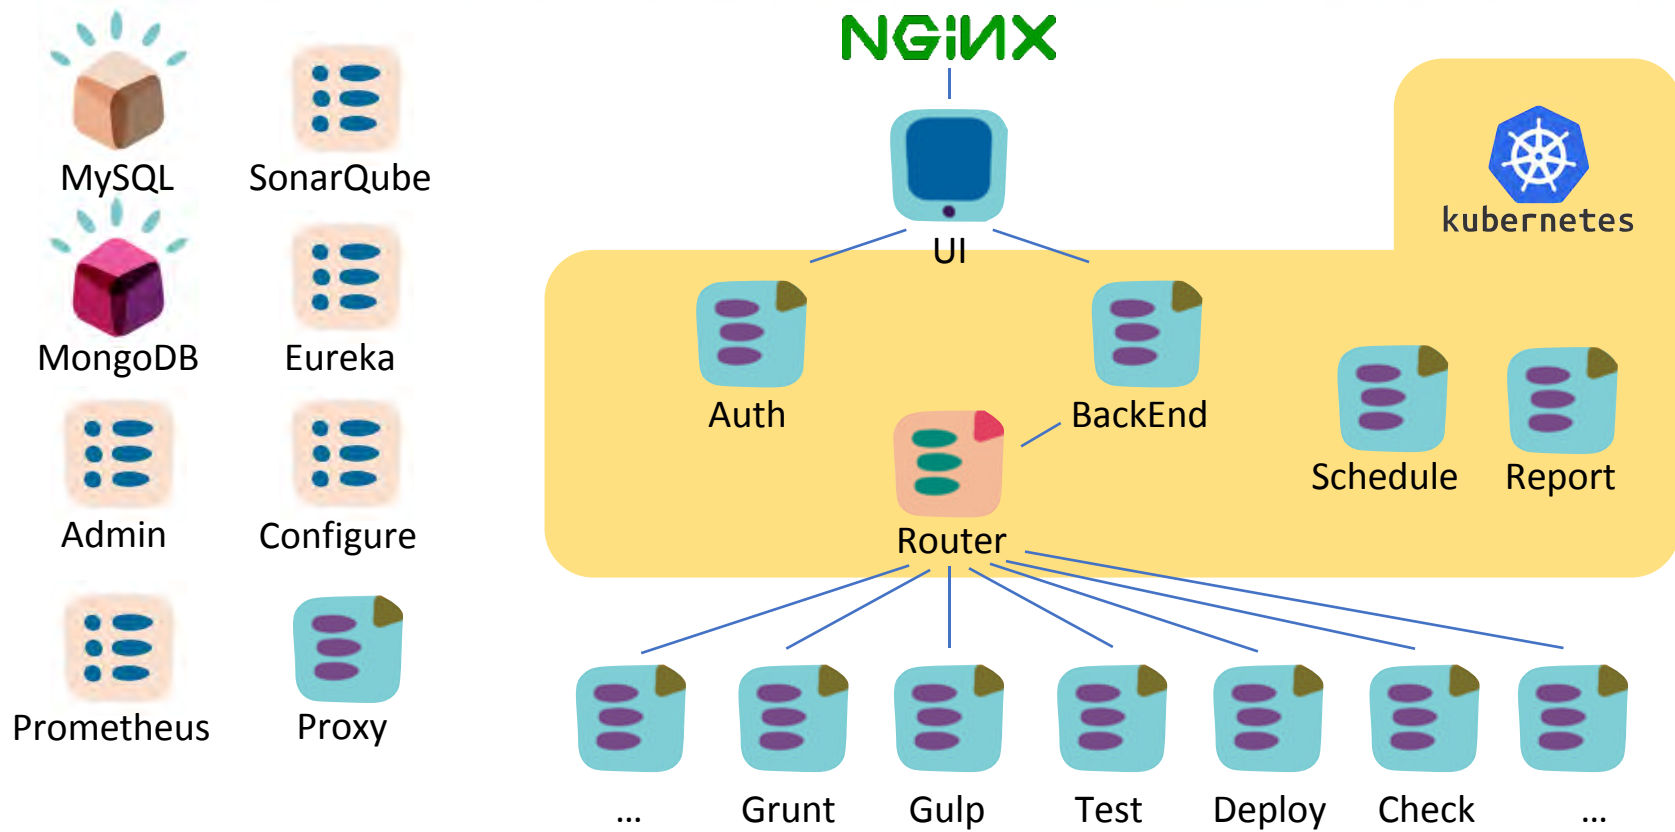 NGINX
MySQL
SonarQube
kubernetes
UI
MongoDB
Eureka
Auth
BackEnd
Schedule
Report
Admin
Configure
Router
Prometheus
Proxy
...
Grunt
Gulp
Test
Deploy
Check
...